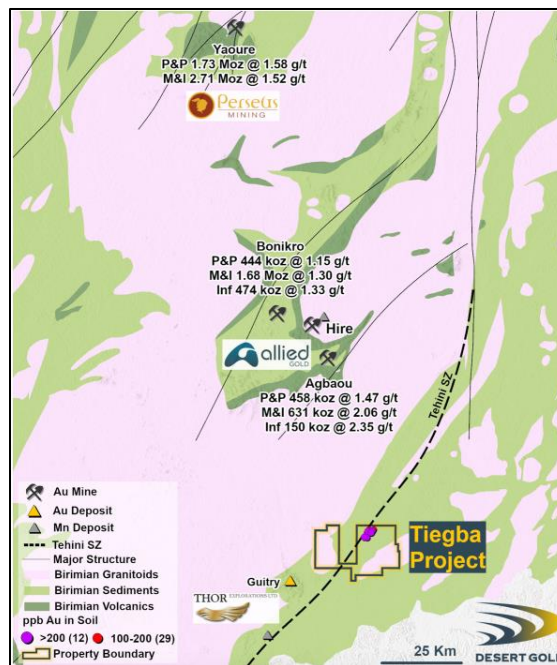 Yaoure
P&P 1.73 Moz @ 1.58 g/t
M&I 2.71 Moz @ 1.52 g/t
Perseus
MINING
Bonikro
P&P 444 koz @ 1.15 g/t
M&I 1.68 Moz @ 1.30 g/t
Inf 474 koz @ 1.33 g/t
Hire
allied
GOLD
Agbaou
P&P 458 koz @ 1.47 g/t
M&I 631 koz @ 2.06 g/t
Inf 150 koz @ 2.35 g/t
Tehini SZ
Au Mine
Au Deposit
Mn Deposit
Tehini SZ
Major Structure
Birimian Granitoids
Birimian Sediments
Birimian Volcanics
ppb Au in Soil
>200 (12) 100-200 (29)
Property Boundary
Tiegba
Project
Guitry
THOR EXPLORATIONS LTD
25 Km
DESERT GOLD